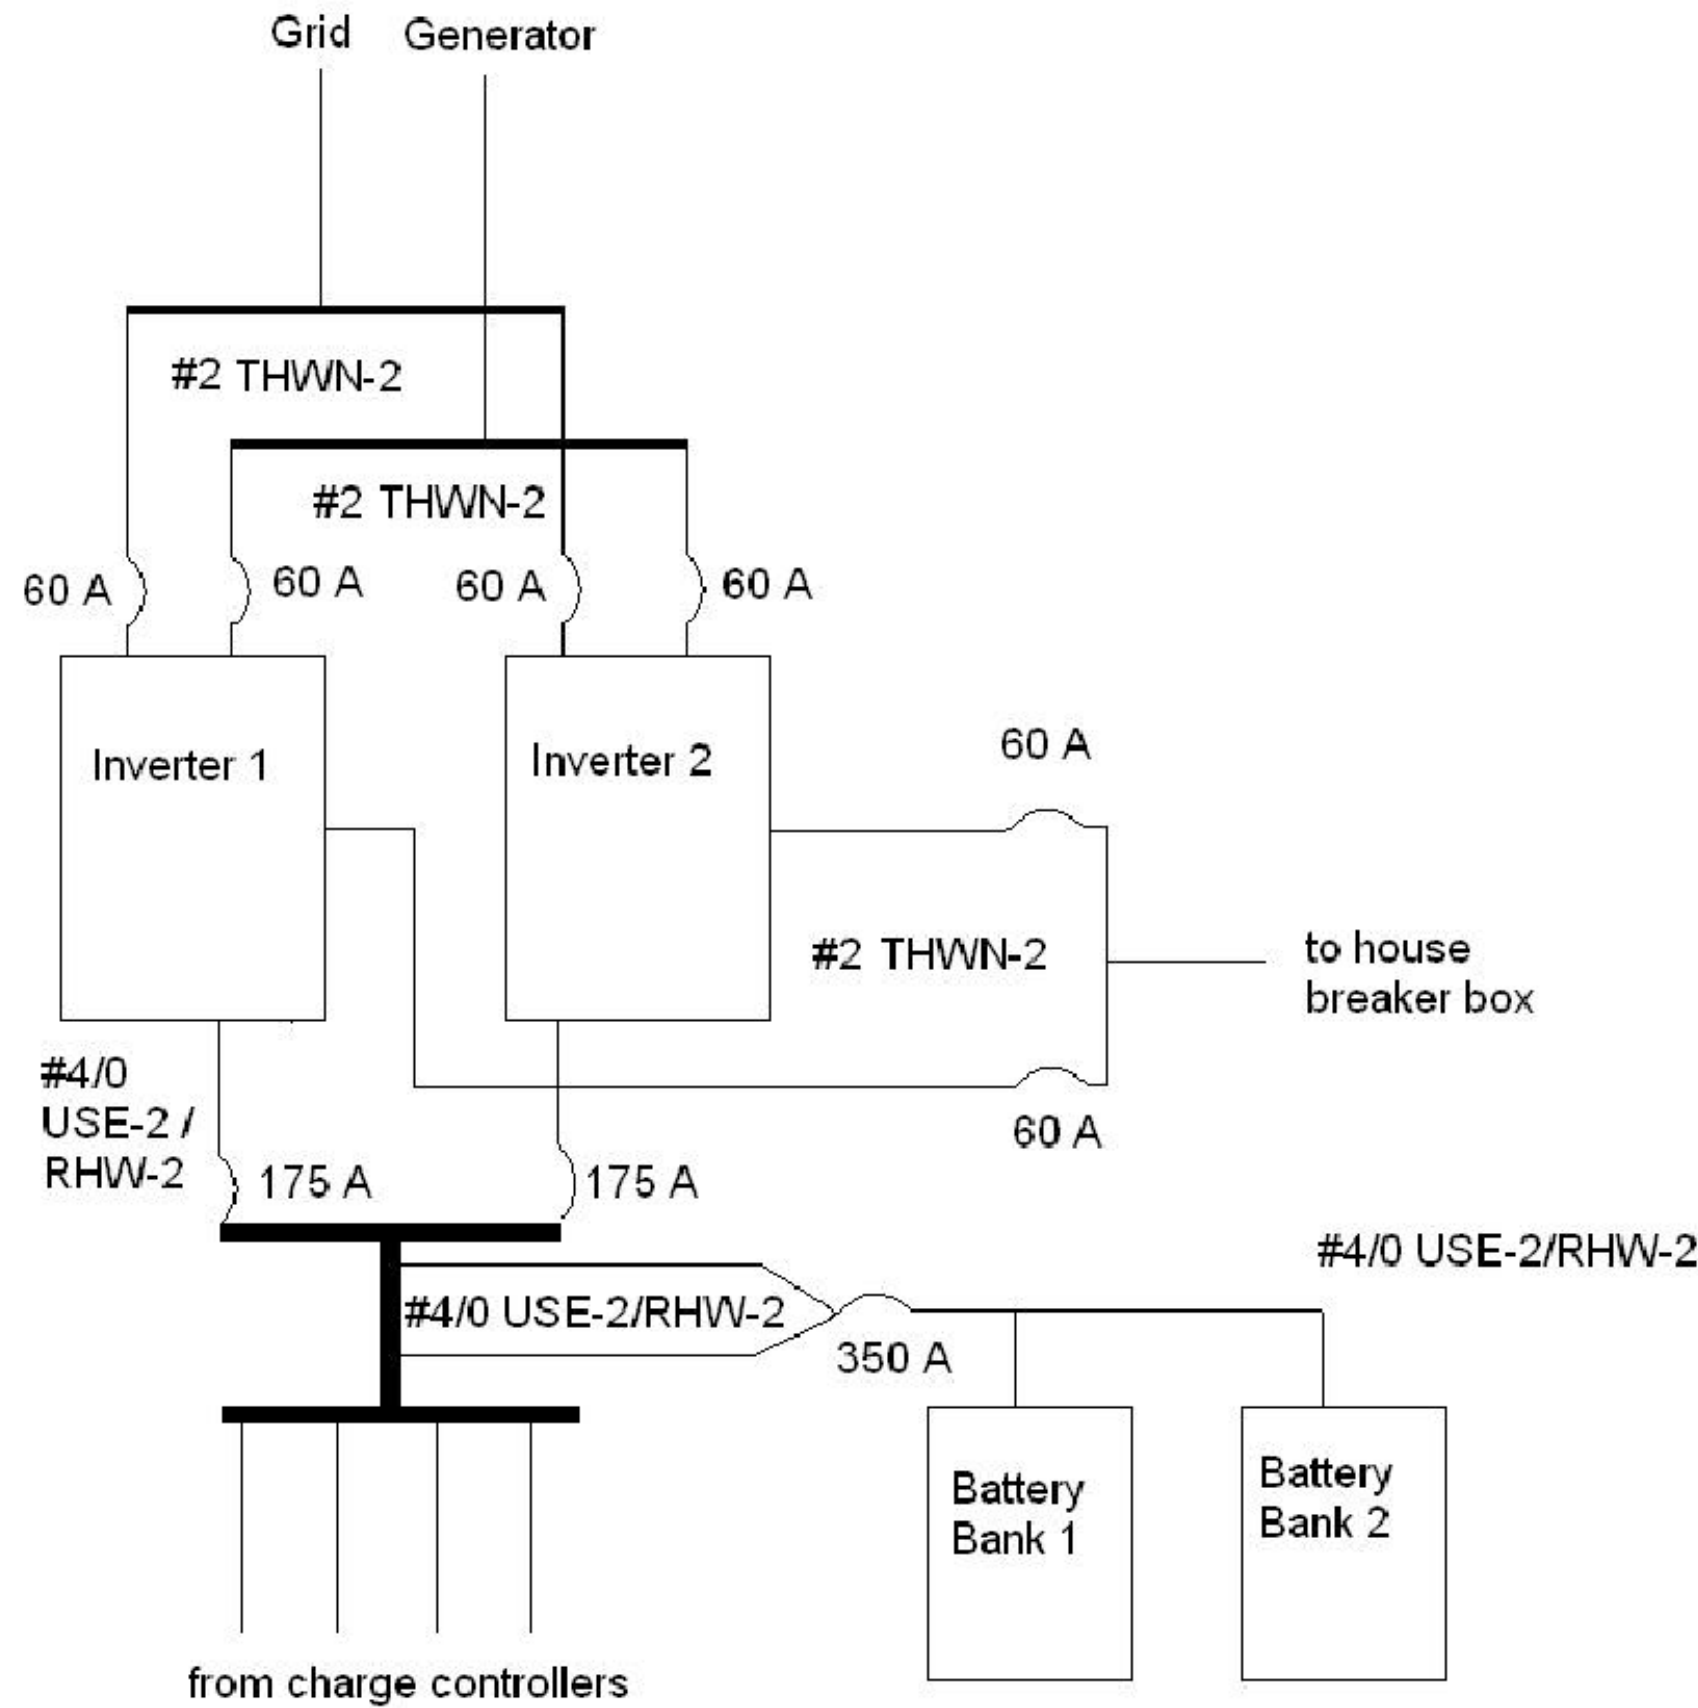 Grid
Generator
#2 THWN-2
#2 THWN-2
60 A
60 A
60 A
60 A
Inverter 1
Inverter 2
60 A
#2 THWN-2
to house
breaker box
#4/0
USE-2 /
RHW-2
60 A
175 A
175 A
#4/0 USE-2/RHW-2
#4/0 USE-2/RHW-2
350 A
Battery
Bank 1
Battery
Bank 2
from charge controllers